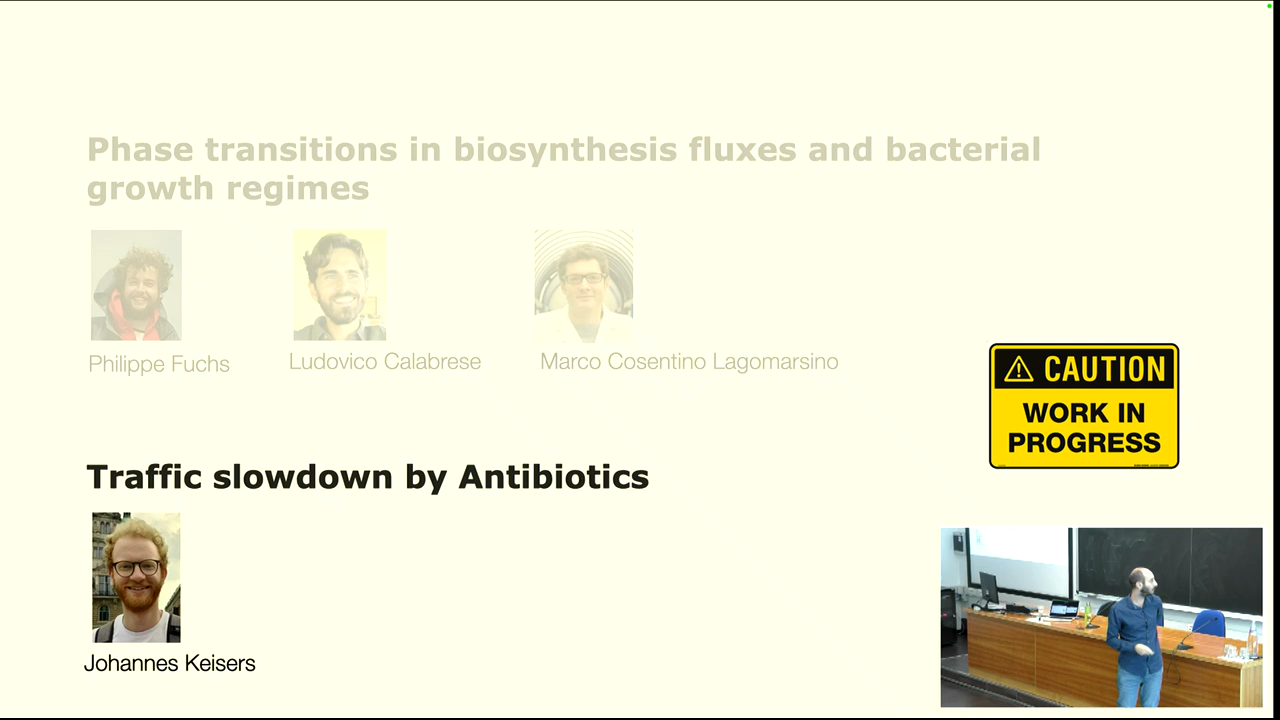 Phase transitions in biosynthesis fluxes and bacterial
growth regimes
Philippe Fuchs
Ludovico Calabrese
Marco Cosentino Lagomarsino
CAUTION
WORK IN
PROGRESS
Traffic slowdown by Antibiotics
Johannes Keisers